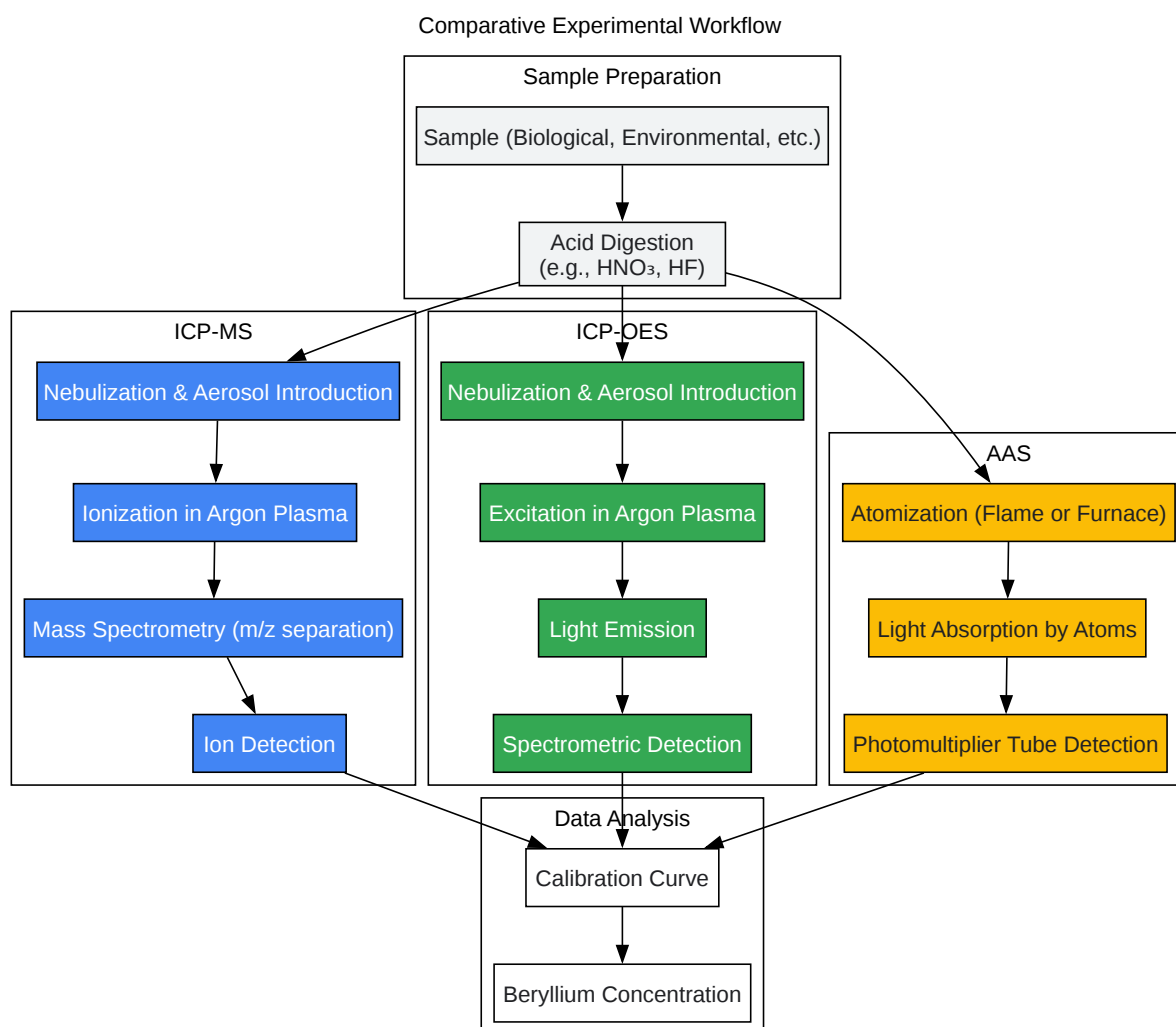 Comparative Experimental Workflow
Sample Preparation
Sample (Biological, Environmental, etc.)
Acid Digestion
(e.g., HNO₃, HF)
ICP-MS
Nebulization & Aerosol Introduction
Ionization in Argon Plasma
Mass Spectrometry (m/z separation)
Ion Detection
ICP-OES
Nebulization & Aerosol Introduction
Excitation in Argon Plasma
Light Emission
Spectrometric Detection
AAS
Atomization (Flame or Furnace)
Light Absorption by Atoms
Photomultiplier Tube Detection
Data Analysis
Calibration Curve
Beryllium Concentration